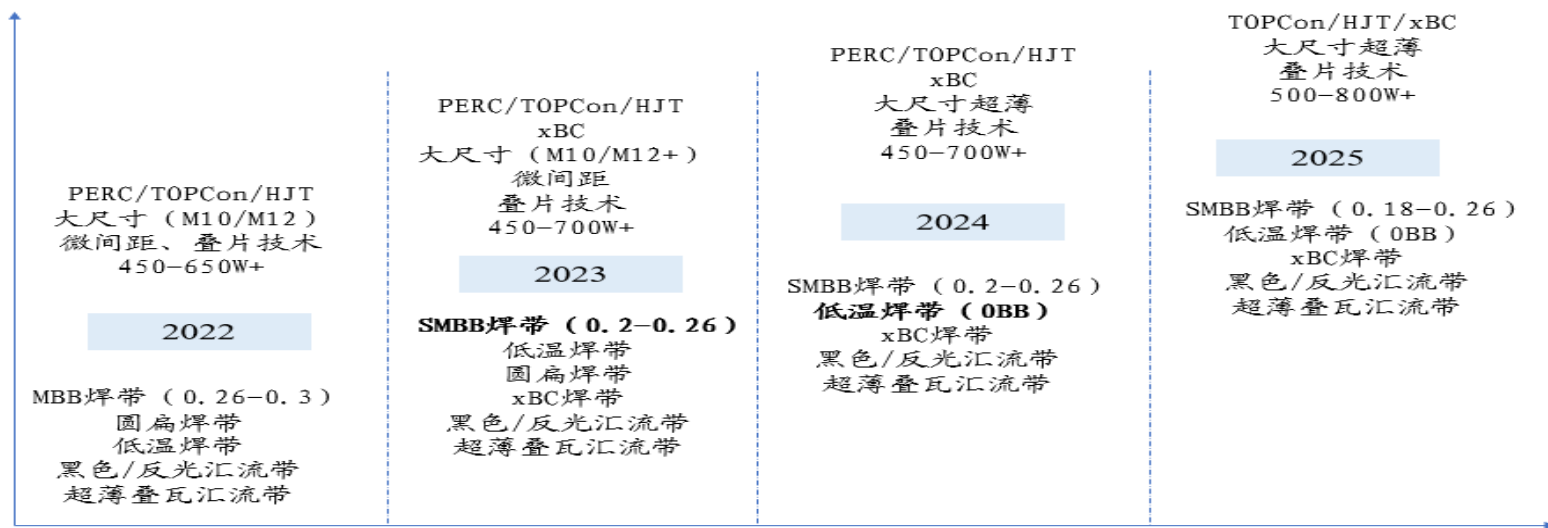 PERC/TOPCon/HJT
大尺寸（M10/M12）
微间距、叠片技术
450-650W+
2022
MBB焊带（0.26-0.3）
圆扁焊带
低温焊带
黑色/反光汇流带
超薄叠瓦汇流带
PERC/TOPCon/HJT
xBC
大尺寸（M10/M12+）
微间距
叠片技术
450-700W+
2023
SMBB焊带（0.2-0.26）
低温焊带
圆扁焊带
xBC焊带
黑色/反光汇流带
超薄叠瓦汇流带
PERC/TOPCon/HJT
xBC
大尺寸超薄
叠片技术
450-700W+
2024
SMBB焊带（0.2-0.26）
低温焊带（0BB）
xBC焊带
黑色/反光汇流带
超薄叠瓦汇流带
TOPCon/HJT/xBC
大尺寸超薄
叠片技术
500-800W+
2025
SMBB焊带（0.18-0.26）
低温焊带（0BB）
xBC焊带
黑色/反光汇流带
超薄叠瓦汇流带